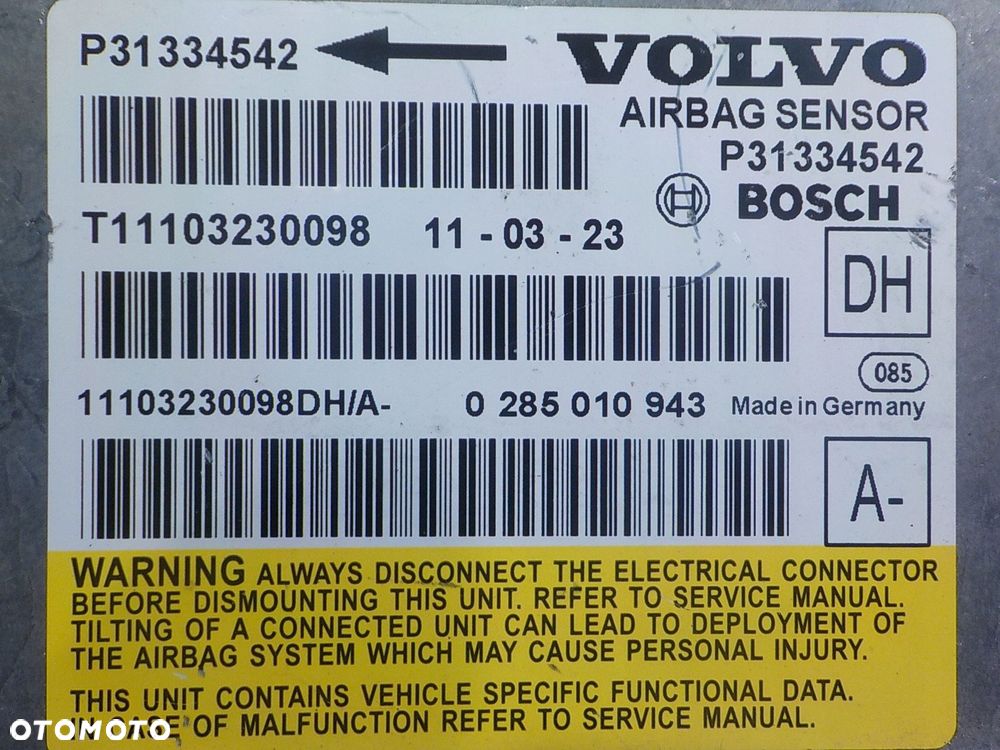 P31334542
VOLVO
AIRBAG SENSOR
P31334542
BOSCH
T11103230098 11 - 03 - 23
DH
085
11103230098DH/A- 0 285 010 943 Made in Germany
A-
WARNING ALWAYS DISCONNECT THE ELECTRICAL CONNECTOR
BEFORE DISMOUNTING THIS UNIT. REFER TO SERVICE MANUAL.
TILTING OF A CONNECTED UNIT CAN LEAD TO DEPLOYMENT OF
THE AIRBAG SYSTEM WHICH MAY CAUSE PERSONAL INJURY.
THIS UNIT CONTAINS VEHICLE SPECIFIC FUNCTIONAL DATA.
IN CASE OF MALFUNCTION REFER TO SERVICE MANUAL.
OTOMOTO